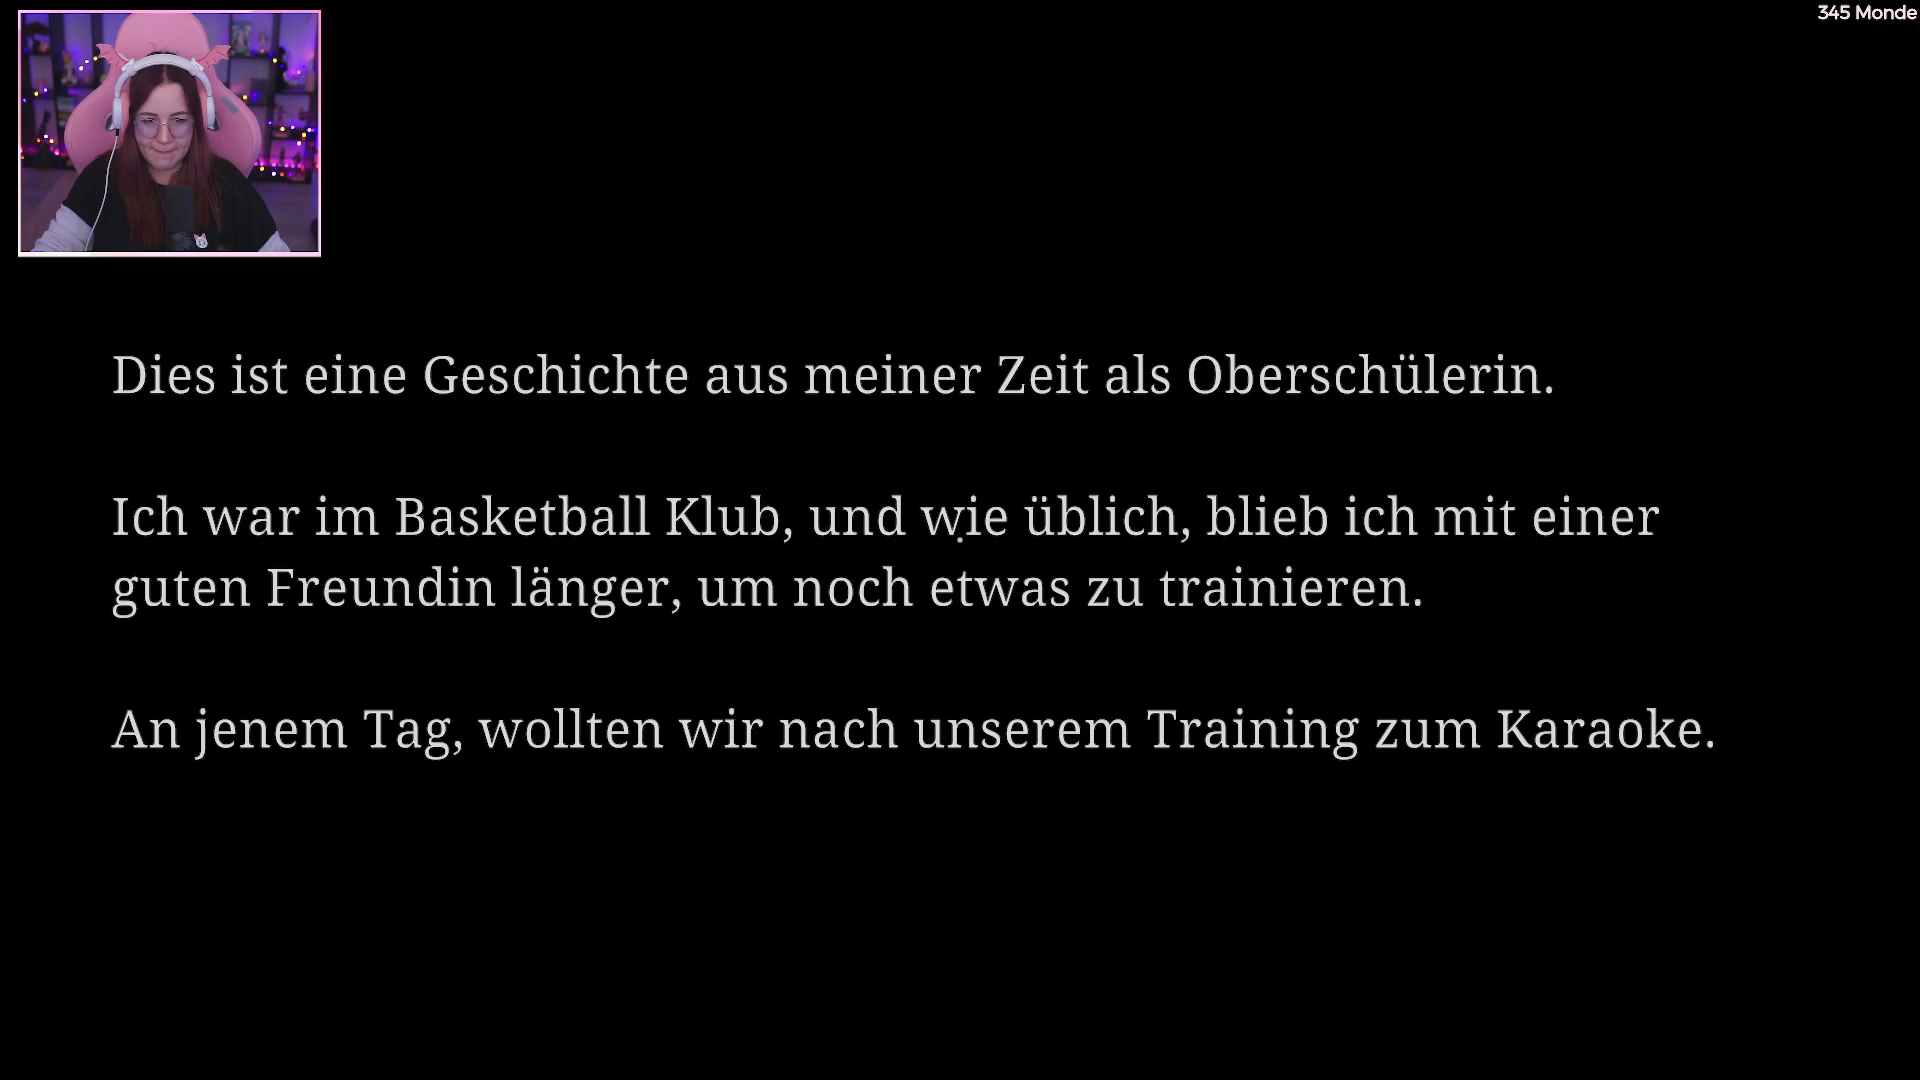 345 Monde
Dies ist eine Geschichte aus meiner Zeit als Oberschülerin.
Ich war im Basketball Klub, und wie üblich, blieb ich mit einer
guten Freundin länger, um noch etwas zu trainieren.
An jenem Tag, wollten wir nach unserem Training zum Karaoke.